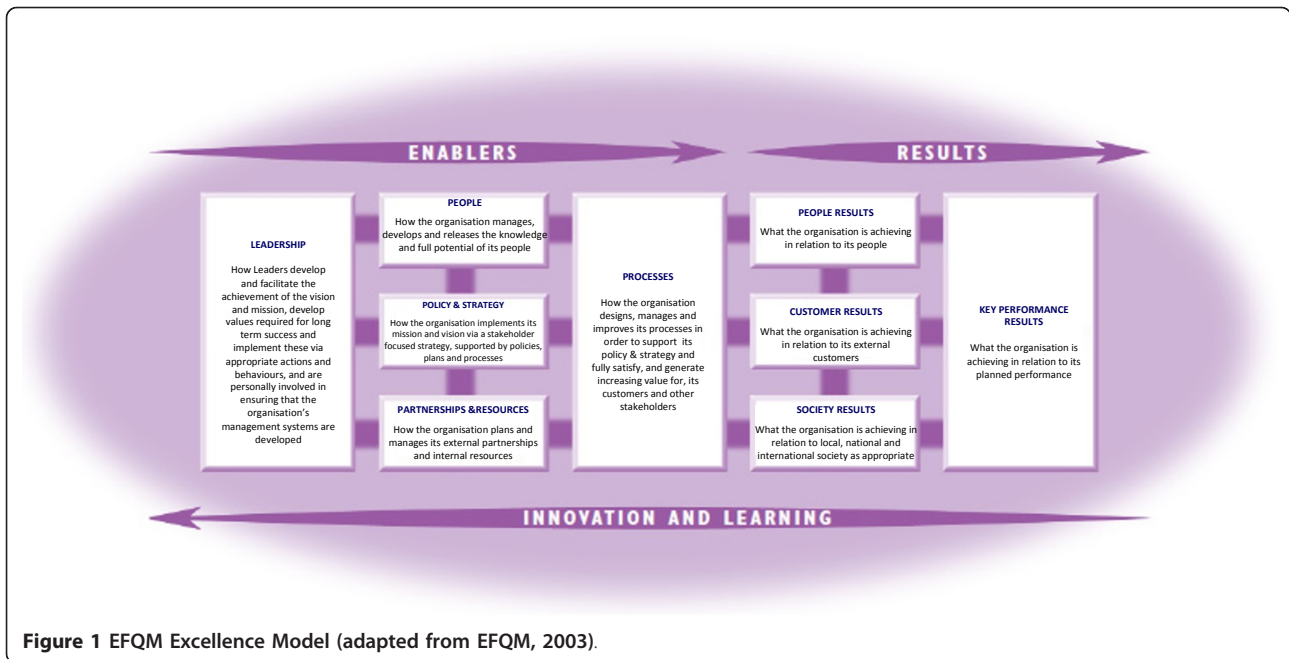 ENABLERS
RESULTS
LEADERSHIP
How Leaders develop
and facilitate the
achievement of the vision
and mission, develop
values required for long
term success and
implement these via
appropriate actions and
behaviours, and are
personally involved in
ensuring that the
organisation's
management systems are
developed
PEOPLE
How the organisation manages,
develops and releases the knowledge
and full potential of its people
POLICY & STRATEGY
How the organisation implements its
mission and vision via a stakeholder
focused strategy, supported by policies,
plans and processes
PARTNERSHIPS &RESOURCES
How the organisation plans and
manages its external partnerships
and internal resources
PROCESSES
How the organisation
designs, manages and
improves its processes in
order to support its
policy & strategy and
fully satisfy, and generate
increasing value for, its
customers and other
stakeholders
PEOPLE RESULTS
What the organisation is achieving
in relation to its people
CUSTOMER RESULTS
What the organisation is achieving
in relation to its external
customers
SOCIETY RESULTS
What the organisation is achieving in
relation to local, national and
international society as appropriate
KEY PERFORMANCE
RESULTS
What the organisation is
achieving in relation to its
planned performance
INNOVATION AND LEARNING
Figure 1 EFQM Excellence Model (adapted from EFQM, 2003).